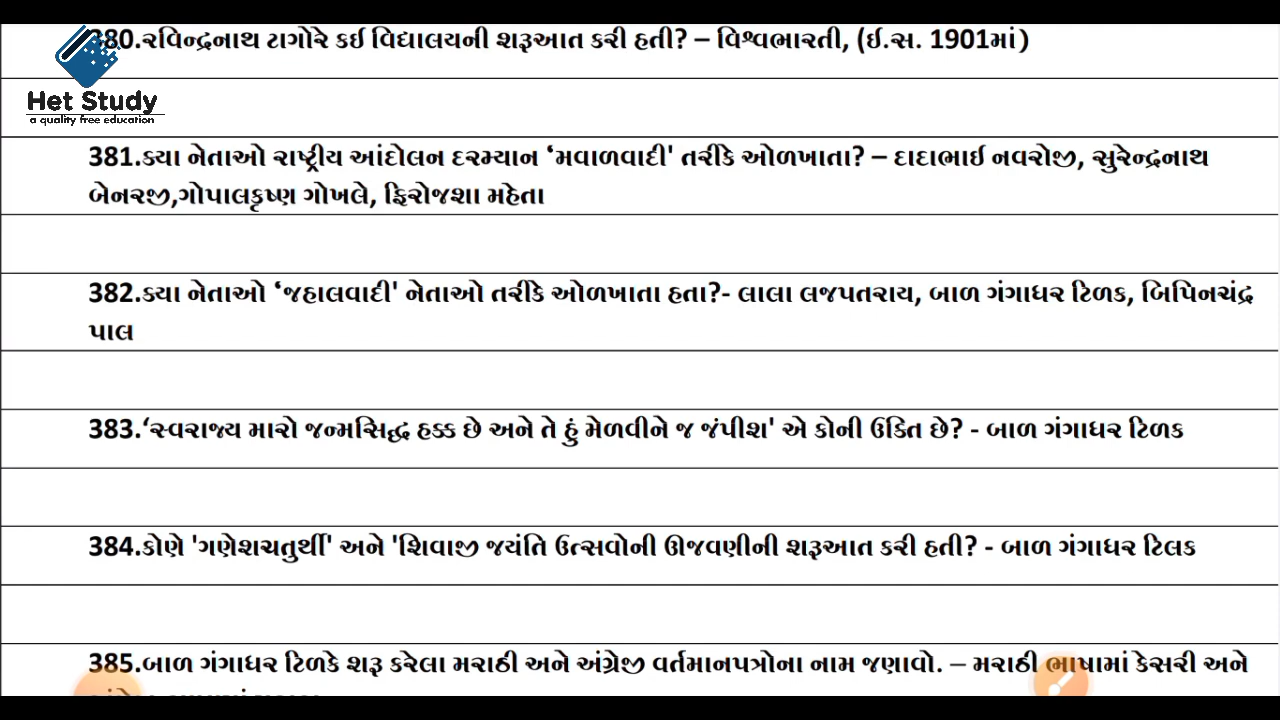 380.રવિન્દ્રનાથ ટાગોરે કઈ વિદ્યાલયની શરૂઆત કરી હતી? – વિશ્વભારતી, (ઈ.સ. 1901માં)
Het Study
a quality free education
381.ક્યા નેતાઓ રાષ્ટ્રીય આંદોલન દરમ્યાન ‘મવાળવાદી' તરીકે ઓળખાતા? – દાદાભાઈ નવરોજી, સુરેન્દ્રનાથ
બેનરજી,ગોપાલકૃષ્ણ ગોખલે, ફિરોજશા મહેતા
382.ક્યા નેતાઓ ‘જહાલવાદી' નેતાઓ તરીકે ઓળખાતા હતા?- લાલા લજપતરાય, બાળ ગંગાધર ટિળક, બિપિનચંદ્ર
પાલ
383.‘સ્વરાજ્ય મારો જન્મસિદ્ધ હક્ક છે અને તે હું મેળવીને જ જંપીશ' એ કોની ઉક્તિ છે? - બાળ ગંગાધર ટિળક
384.કોણે 'ગણેશચતુર્થી' અને 'શિવાજી જયંતિ ઉત્સવોની ઊજવણીની શરૂઆત કરી હતી? - બાળ ગંગાધર ટિલક
385.બાળ ગંગાધર ટિળકે શરૂ કરેલા મરાઠી અને અંગ્રેજી વર્તમાનપત્રોના નામ જણાવો. – મરાઠી ભાષામાં કેસરી અને